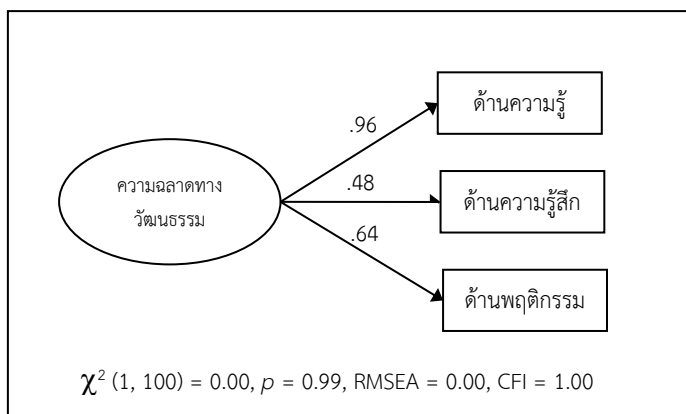 ด้านความรู้
.96
ความฉลาดทาง
วัฒนธรรม
.48
ด้านความรู้สึก
.64
ด้านพฤติกรรม
χ² (1, 100) = 0.00, p = 0.99, RMSEA = 0.00, CFI = 1.00